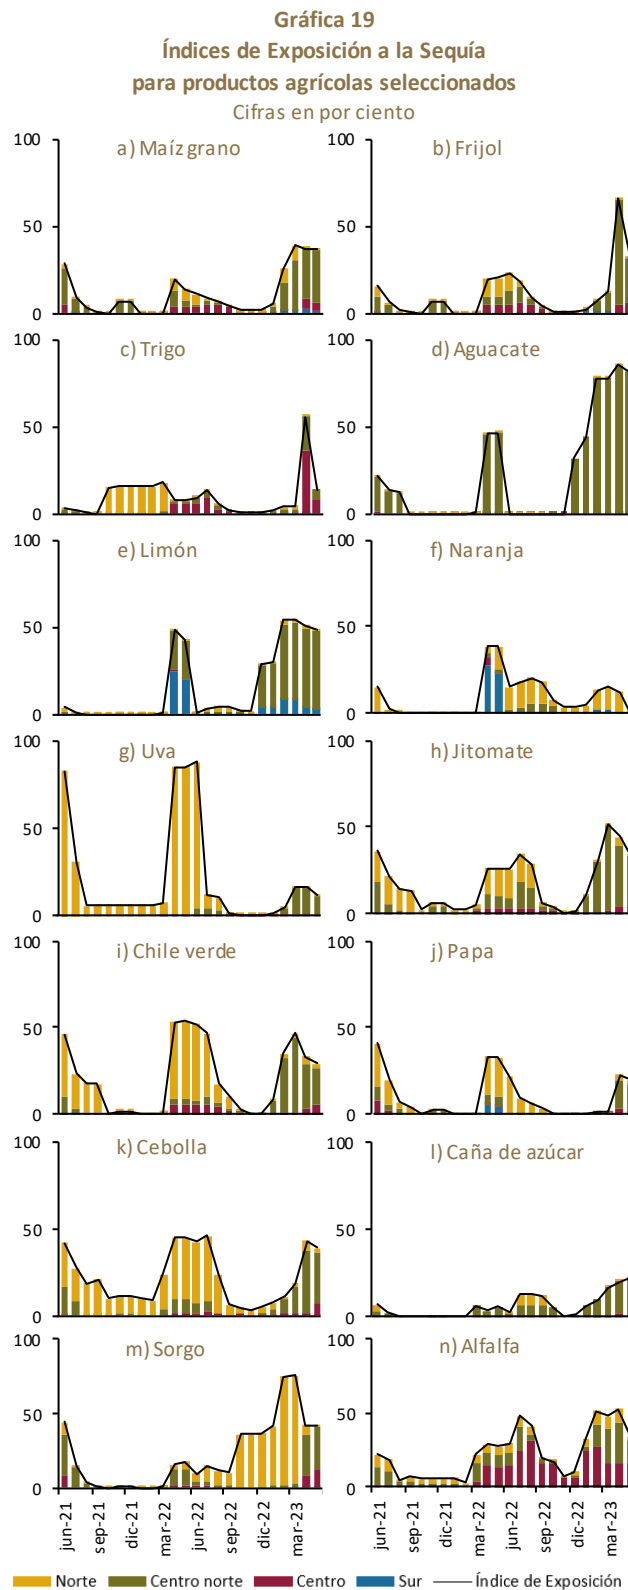 Gráfica 19
Índices de Exposición a la Sequía
para productos agrícolas seleccionados
Cifras en por ciento
100
50
0
a) Maíz grano
100
50
0
b) Frijol
100
50
0
c) Trigo
100
50
0
d) Aguacate
100
50
0
e) Limón
100
50
0
f) Naranja
100
50
0
g) Uva
100
50
0
h) Jitomate
100
50
0
i) Chile verde
100
50
0
j) Papa
100
50
0
k) Cebolla
100
50
0
l) Caña de azúcar
100
50
0
m) Sorgo
100
50
0
n) Alfalfa
jun-21 sep-21 dic-21 mar-22 jun-22 sep-22 dic-22 mar-23
jun-21 sep-21 dic-21 mar-22 jun-22 sep-22 dic-22 mar-23
Norte Centro norte Centro Sur Índice de Exposición